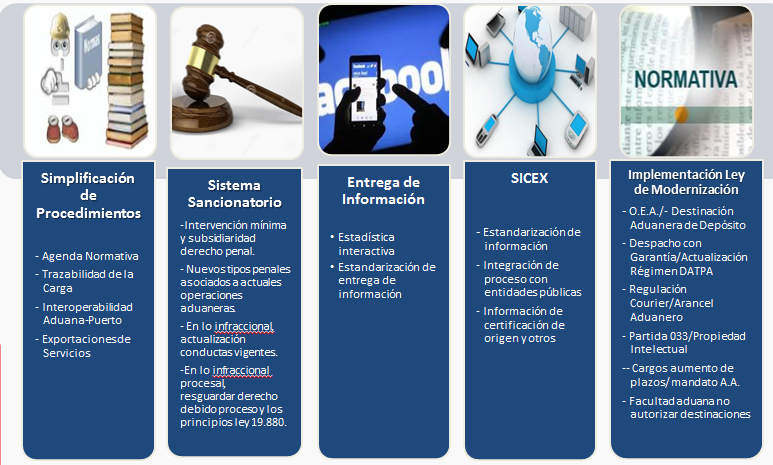 Normas
facebook
NORMATIVA
Simplificación
de
Procedimientos
- Agenda Normativa
- Trazabilidad de la
Carga
- Interoperabilidad
Aduana-Puerto
- Exportaciones de
Servicios
Sistema
Sancionatorio
-Intervención mínima
y subsidiaridad
derecho penal.
- Nuevos tipos penales
asociados a actuales
operaciones
aduaneras.
- En lo infraccional,
actualización
conductas vigentes.
-En lo infraccional
procesal,
resguardar derecho
debido proceso y los
principios ley 19.880.
Entrega de
Información
• Estadística
interactiva
• Estandarización de
entrega de
información
SICEX
- Estandarización de
información
- Integración de
proceso con
entidades públicas
- Información de
certificación de
origen y otros
Implementación Ley
de Modernización
- O.E.A./- Destinación
Aduanera de Depósito
- Despacho con
Garantía/Actualización
Régimen DATPA
- Regulación
Courier/Arancel
Aduanero
- Partida 033/Propiedad
Intelectual
-- Cargos aumento de
plazos/ mandato A.A.
- Facultad aduana no
autorizar destinaciones